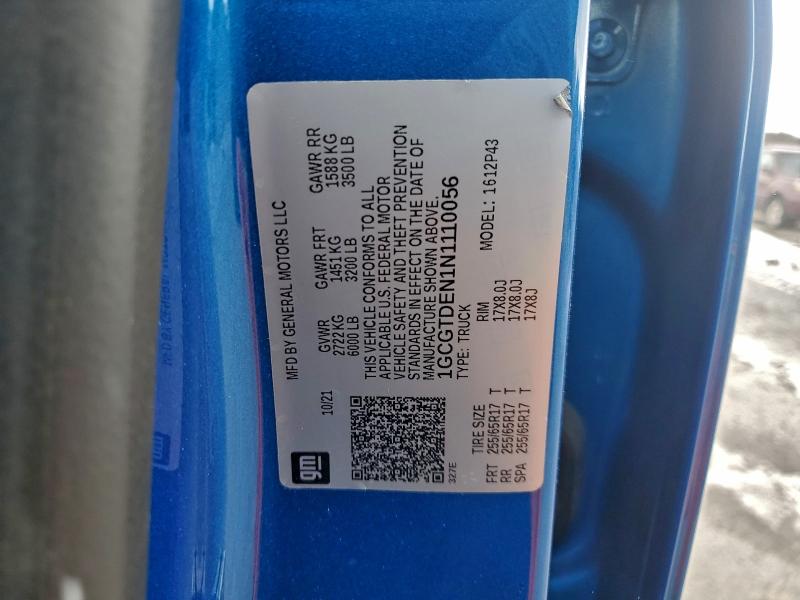 gm
MFD BY GENERAL MOTORS LLC
10/21
GVWR GAWR FRT GAWR RR
2722 KG 1451 KG 1588 KG
6000 LB 3200 LB 3500 LB
THIS VEHICLE CONFORMS TO ALL
APPLICABLE U.S. FEDERAL MOTOR
VEHICLE SAFETY AND THEFT PREVENTION
STANDARDS IN EFFECT ON THE DATE OF
MANUFACTURE SHOWN ABOVE.
1GCGTDEN1N1110056
327E
TYPE: TRUCK MODEL: 1612P43
TIRE SIZE RIM
FRT 255/65R17 T 17X8.0J
RR 255/65R17 T 17X8.0J
SPA 255/65R17 T 17X8J